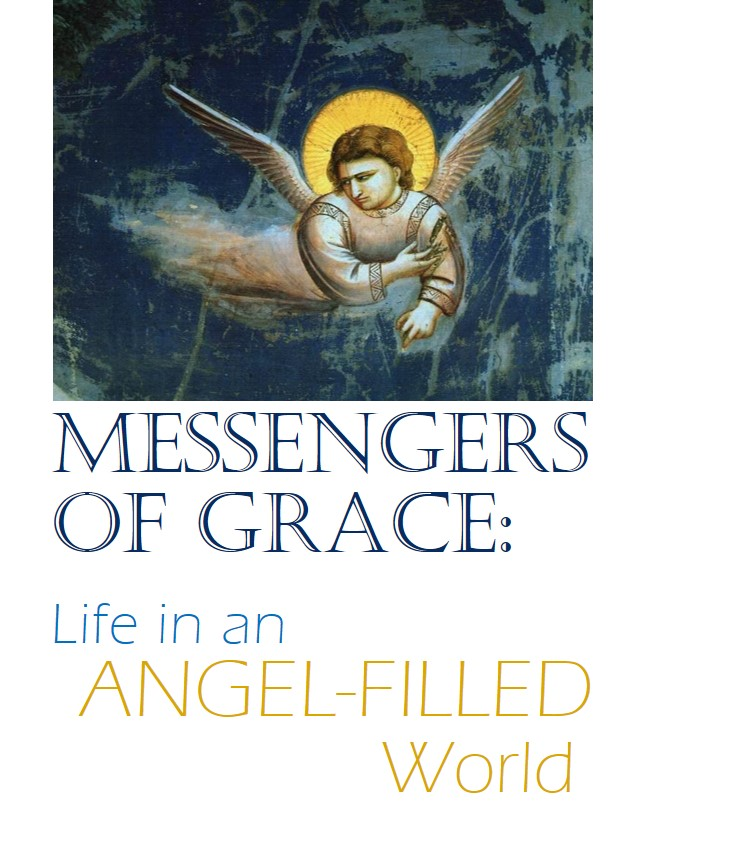 MESSENGERS
OF GRACE:
Life in an
ANGEL-FILLED
World